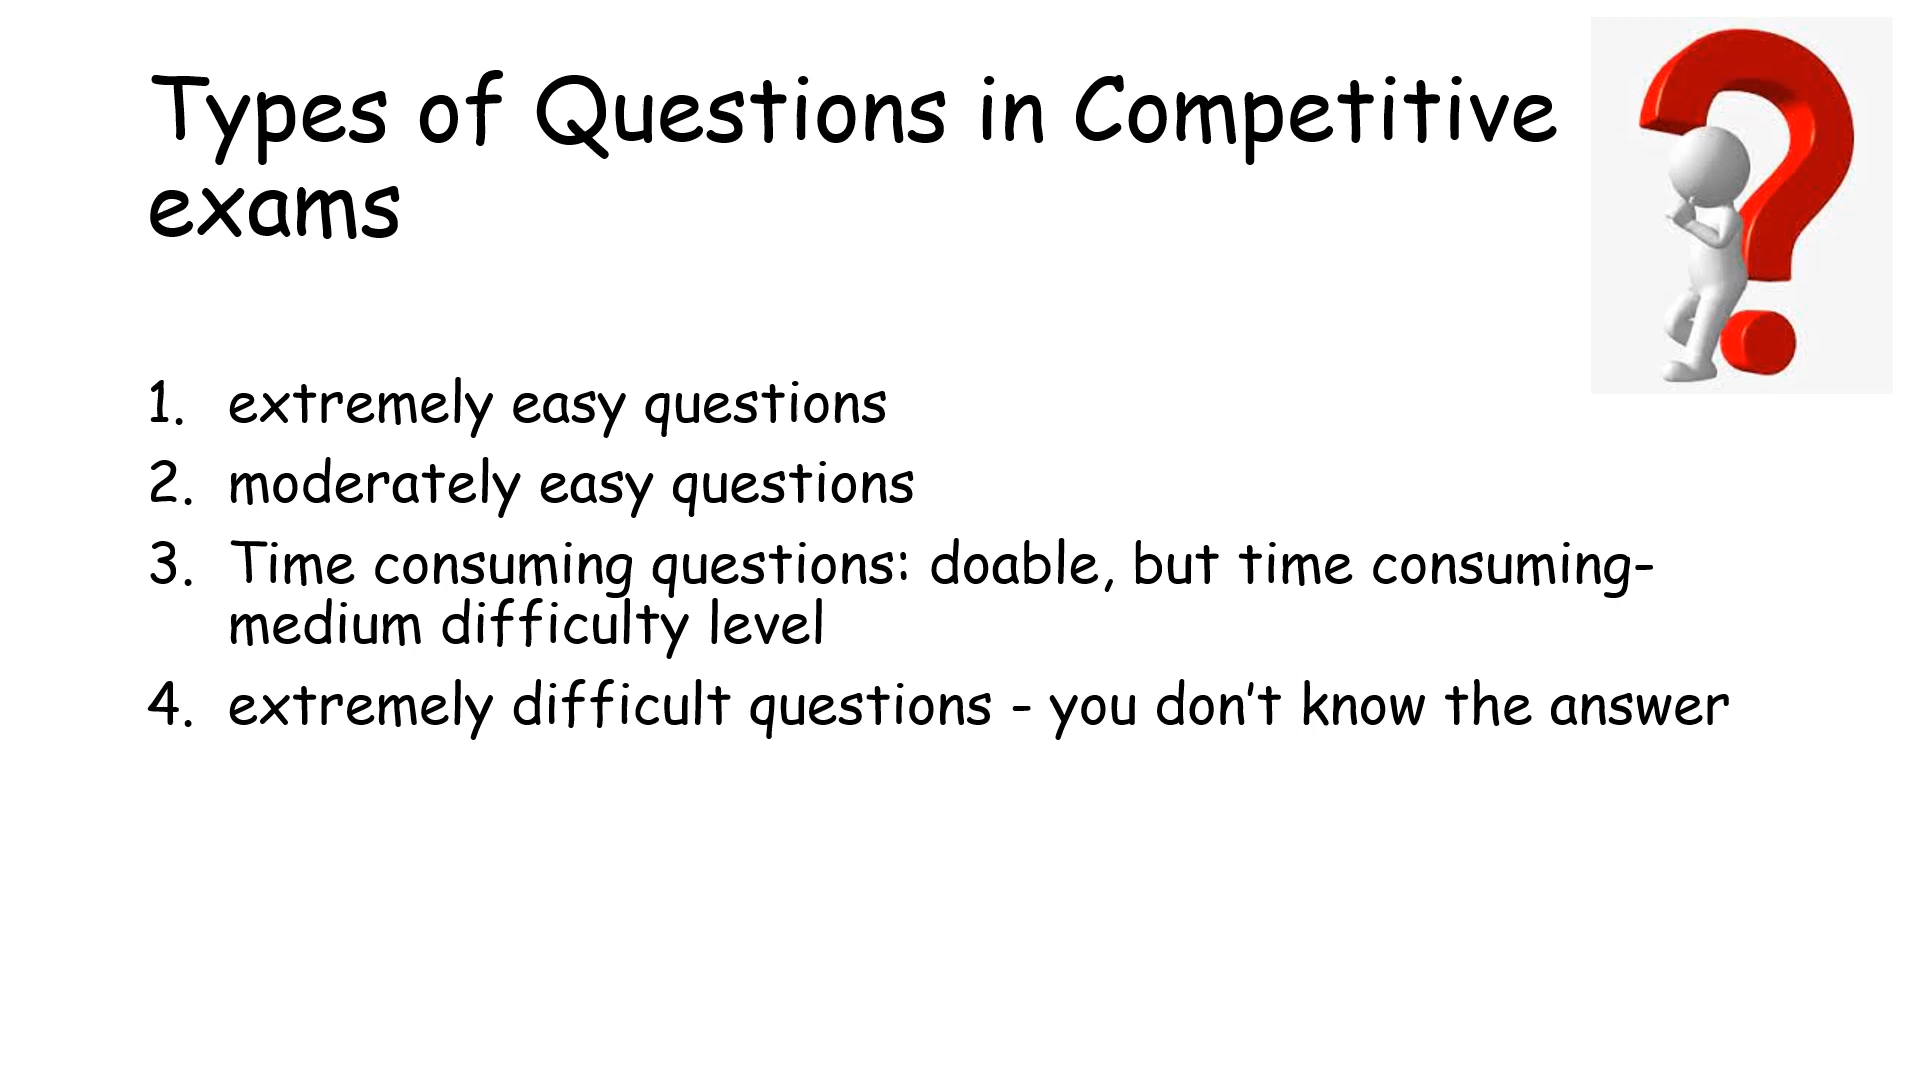 Types of Questions in Competitive
exams
1. extremely easy questions
2. moderately easy questions
3. Time consuming questions: doable, but time consuming-
medium difficulty level
4. extremely difficult questions - you don’t know the answer